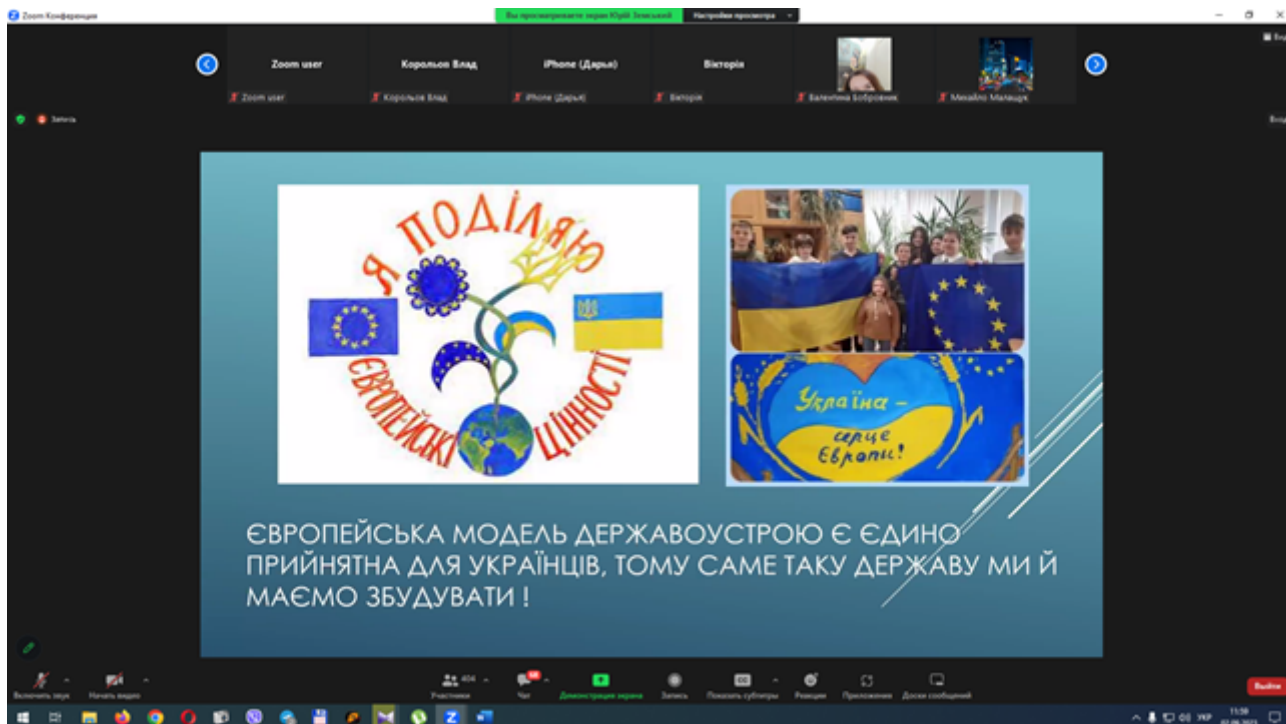 Zoom Конференция
Вы просматриваете экран Юрій Земський
Настройки просмотра
Zoom user
Корольов Влад
iPhone (Дарья)
Вікторія
Zoom user
Корольов Влад
iPhone (Дарья)
Вікторія
Валентина Бобровник
Михайло Малащук
Запись
Я ПОДІЛЯЮ
ЄВРОПЕЙСЬКІ
ЦІННОСТІ
Україна –
серце
Європи!
ЄВРОПЕЙСЬКА МОДЕЛЬ ДЕРЖАВОУСТРОЮ Є ЄДИНО
ПРИЙНЯТНА ДЛЯ УКРАЇНЦІВ, ТОМУ САМЕ ТАКУ ДЕРЖАВУ МИ Й
МАЄМО ЗБУДУВАТИ !
Включить звук
Начать видео
404
Участники
Чат
Демонстрация экрана
Запись
Показать субтитры
Реакции
Приложения
Доски сообщений
Выйти
УКР
11:59